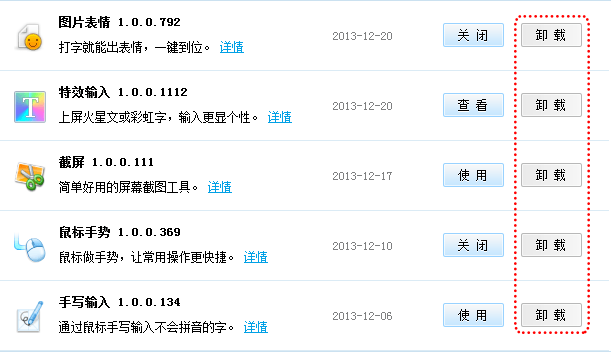 图片表情 1.0.0.792
打字就能出表情，一键到位。 详情
2013-12-20
关 闭
卸 载
特效输入 1.0.0.1112
上屏火星文或彩虹字，输入更显个性。 详情
2013-12-20
查 看
卸 载
截屏 1.0.0.111
简单好用的屏幕截图工具。 详情
2013-12-17
使 用
卸 载
鼠标手势 1.0.0.369
鼠标做手势，让常用操作更快捷。 详情
2013-12-10
关 闭
卸 载
手写输入 1.0.0.134
通过鼠标手写输入不会拼音的字。 详情
2013-12-06
使 用
卸 载